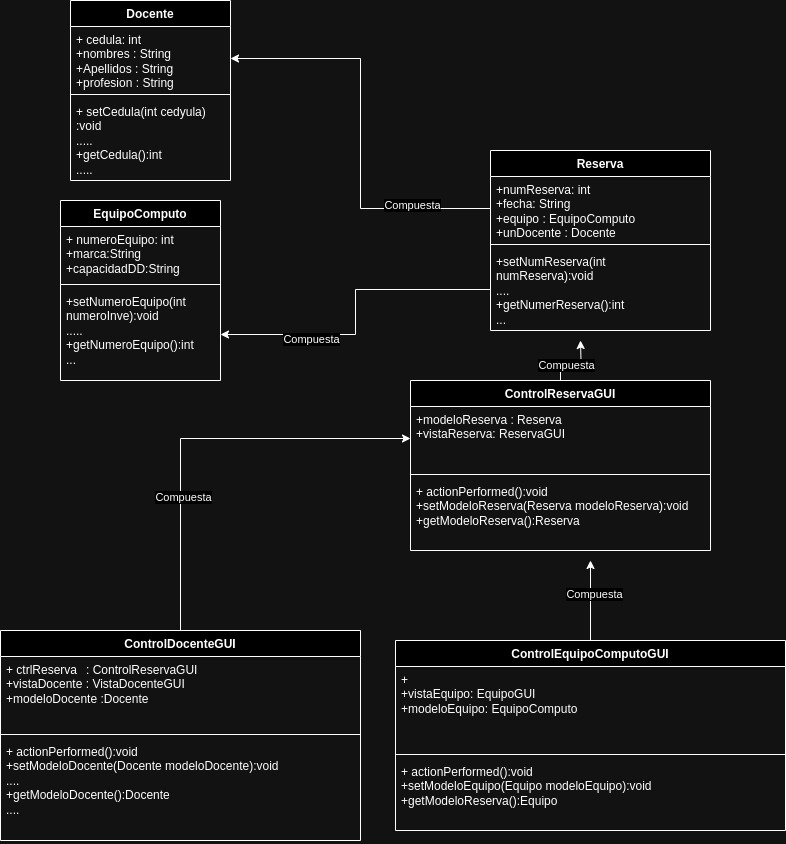 Docente
+ cedula: int
+nombres : String
+Apellidos : String
+profesion : String
+ setCedula(int cedyula)
:void
.....
+getCedula():int
.....
Compuesta
Reserva
+numReserva: int
+fecha: String
+equipo : EquipoComputo
+unDocente : Docente
+setNumReserva(int
numReserva):void
....
+getNumerReserva():int
...
EquipoComputo
+ numeroEquipo: int
+marca:String
+capacidadDD:String
+setNumeroEquipo(int
numeroInve):void
.....
+getNumeroEquipo():int
...
Compuesta
Compuesta
ControlReservaGUI
+modeloReserva : Reserva
+vistaReserva: ReservaGUI
+ actionPerformed():void
+setModeloReserva(Reserva modeloReserva):void
+getModeloReserva():Reserva
Compuesta
Compuesta
ControlDocenteGUI
+ ctrlReserva : ControlReservaGUI
+vistaDocente : VistaDocenteGUI
+modeloDocente :Docente
+ actionPerformed():void
+setModeloDocente(Docente modeloDocente):void
....
+getModeloDocente():Docente
....
ControlEquipoComputoGUI
+
+vistaEquipo: EquipoGUI
+modeloEquipo: EquipoComputo
+ actionPerformed():void
+setModeloEquipo(Equipo modeloEquipo):void
+getModeloReserva():Equipo